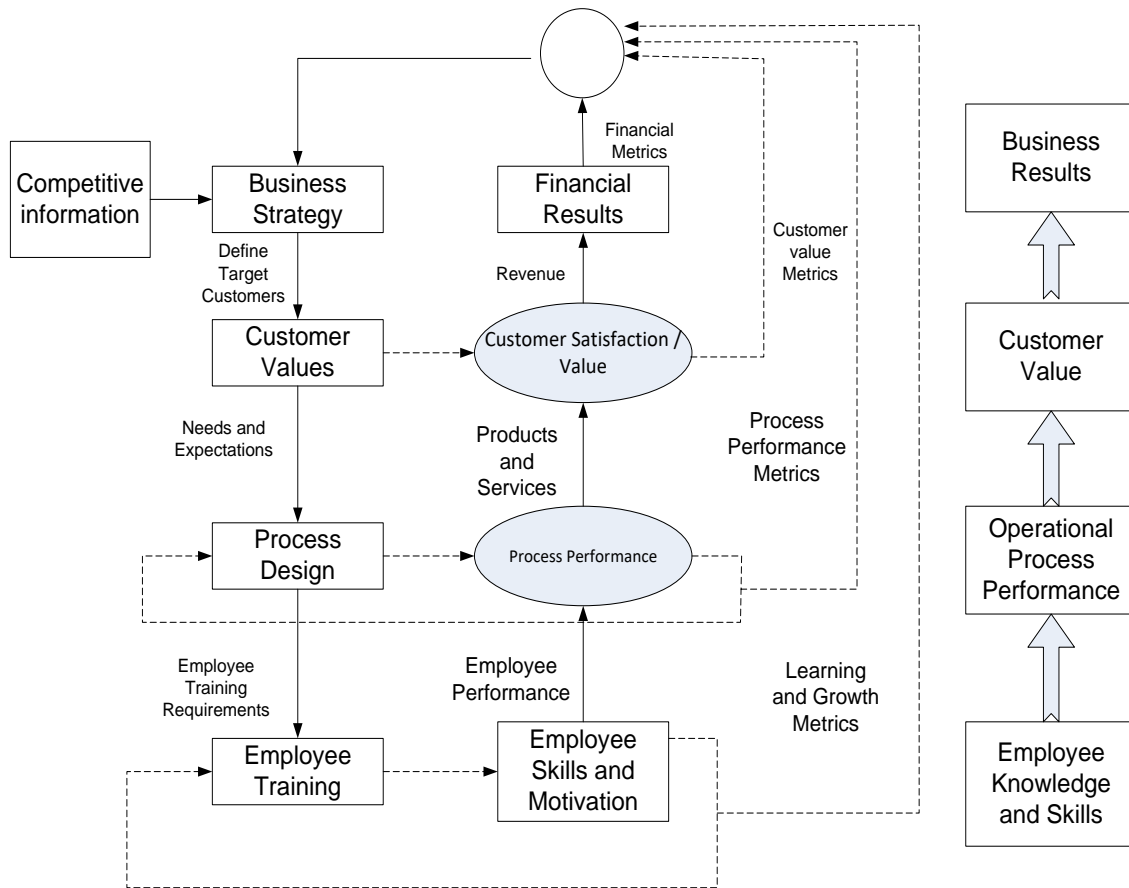 Financial
Metrics
Business
Results
Competitive
information
Business
Strategy
Financial
Results
Define
Target
Customers
Revenue
Customer
value
Metrics
Customer
Values
Customer Satisfaction /
Value
Customer
Value
Needs and
Expectations
Products
and
Services
Process
Performance
Metrics
Process
Design
Process Performance
Operational
Process
Performance
Employee
Training
Requirements
Employee
Performance
Learning
and Growth
Metrics
Employee
Training
Employee
Skills and
Motivation
Employee
Knowledge
and Skills